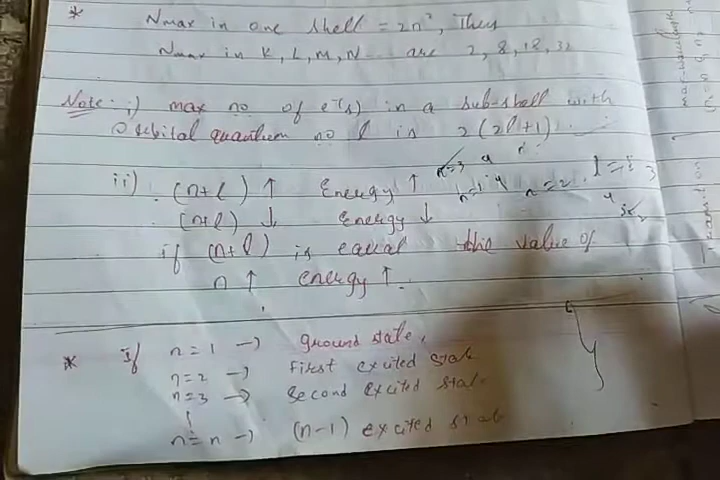 * Nmax in one shell = 2n², Thus
Nmax in K, L, M, N are 2, 8, 18, 32
Note:- i) max no of e⁻(s) in a sub-shell with
Orbital quantum no l is 2(2l+1)
ii) (n+l) ↑ Energy ↑
(n+l) ↓ Energy ↓
if (n+l) is equal the value of
n ↑ energy ↑.
* if n=1 → ground state,
n=2 → First excited state
n=3 → Second Excited state
n=n → (n-1) excited state